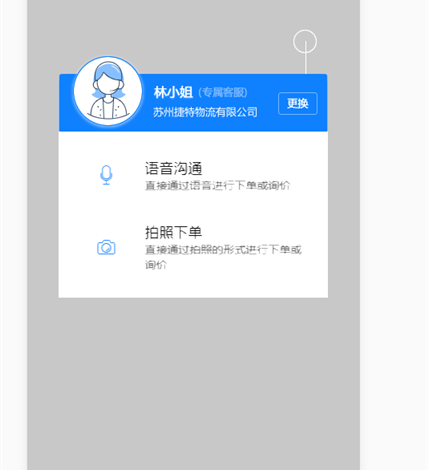 林小姐 (专属客服)
苏州捷特物流有限公司
更换
语音沟通
直接通过语音进行下单或询价
拍照下单
直接通过拍照的形式进行下单或
询价